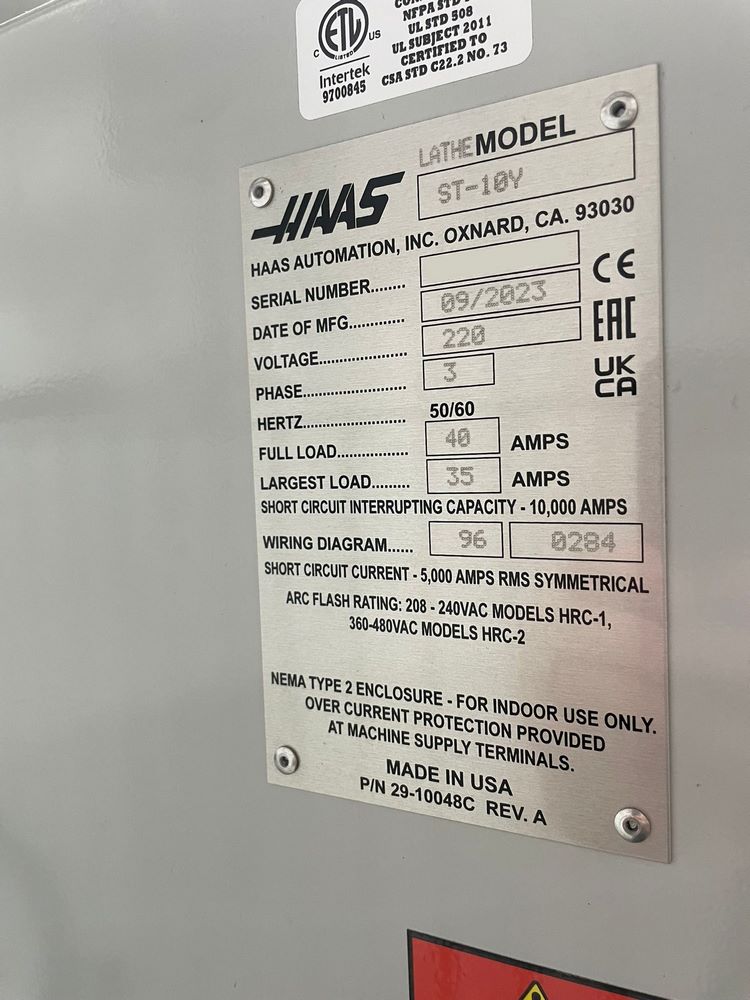 NFPA STD
UL STD 508
UL SUBJECT 2011
CERTIFIED TO
CSA STD C22.2 NO. 73
C ETL US
LISTED
Intertek
9700845
LATHE MODEL
ST-10Y
HAAS
HAAS AUTOMATION, INC. OXNARD, CA. 93030
SERIAL NUMBER........
DATE OF MFG............. 09/2023
VOLTAGE..................... 220
PHASE......................... 3
HERTZ......................... 50/60
FULL LOAD................. 40 AMPS
LARGEST LOAD......... 35 AMPS
SHORT CIRCUIT INTERRUPTING CAPACITY - 10,000 AMPS
WIRING DIAGRAM...... 96 0284
SHORT CIRCUIT CURRENT - 5,000 AMPS RMS SYMMETRICAL
ARC FLASH RATING: 208 - 240VAC MODELS HRC-1,
360-480VAC MODELS HRC-2
NEMA TYPE 2 ENCLOSURE - FOR INDOOR USE ONLY.
OVER CURRENT PROTECTION PROVIDED
AT MACHINE SUPPLY TERMINALS.
MADE IN USA
P/N 29-10048C REV. A
CE
EAC
UK
CA